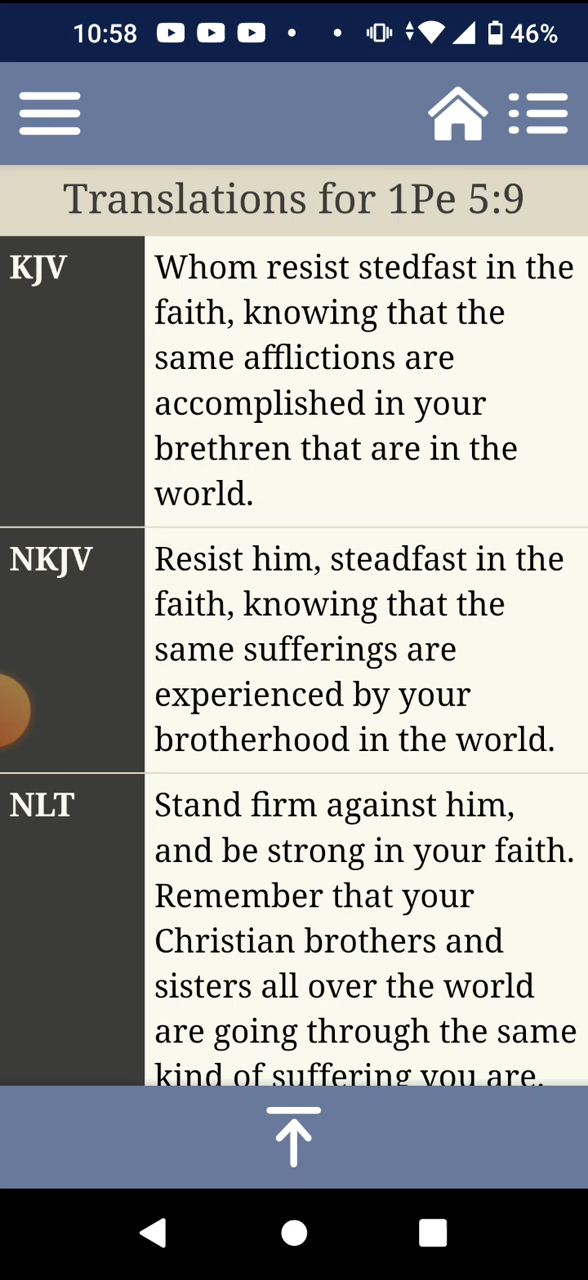 10:58
46%
Translations for 1Pe 5:9
KJV
Whom resist stedfast in the
faith, knowing that the
same afflictions are
accomplished in your
brethren that are in the
world.
NKJV
Resist him, steadfast in the
faith, knowing that the
same sufferings are
experienced by your
brotherhood in the world.
NLT
Stand firm against him,
and be strong in your faith.
Remember that your
Christian brothers and
sisters all over the world
are going through the same
kind of suffering you are.